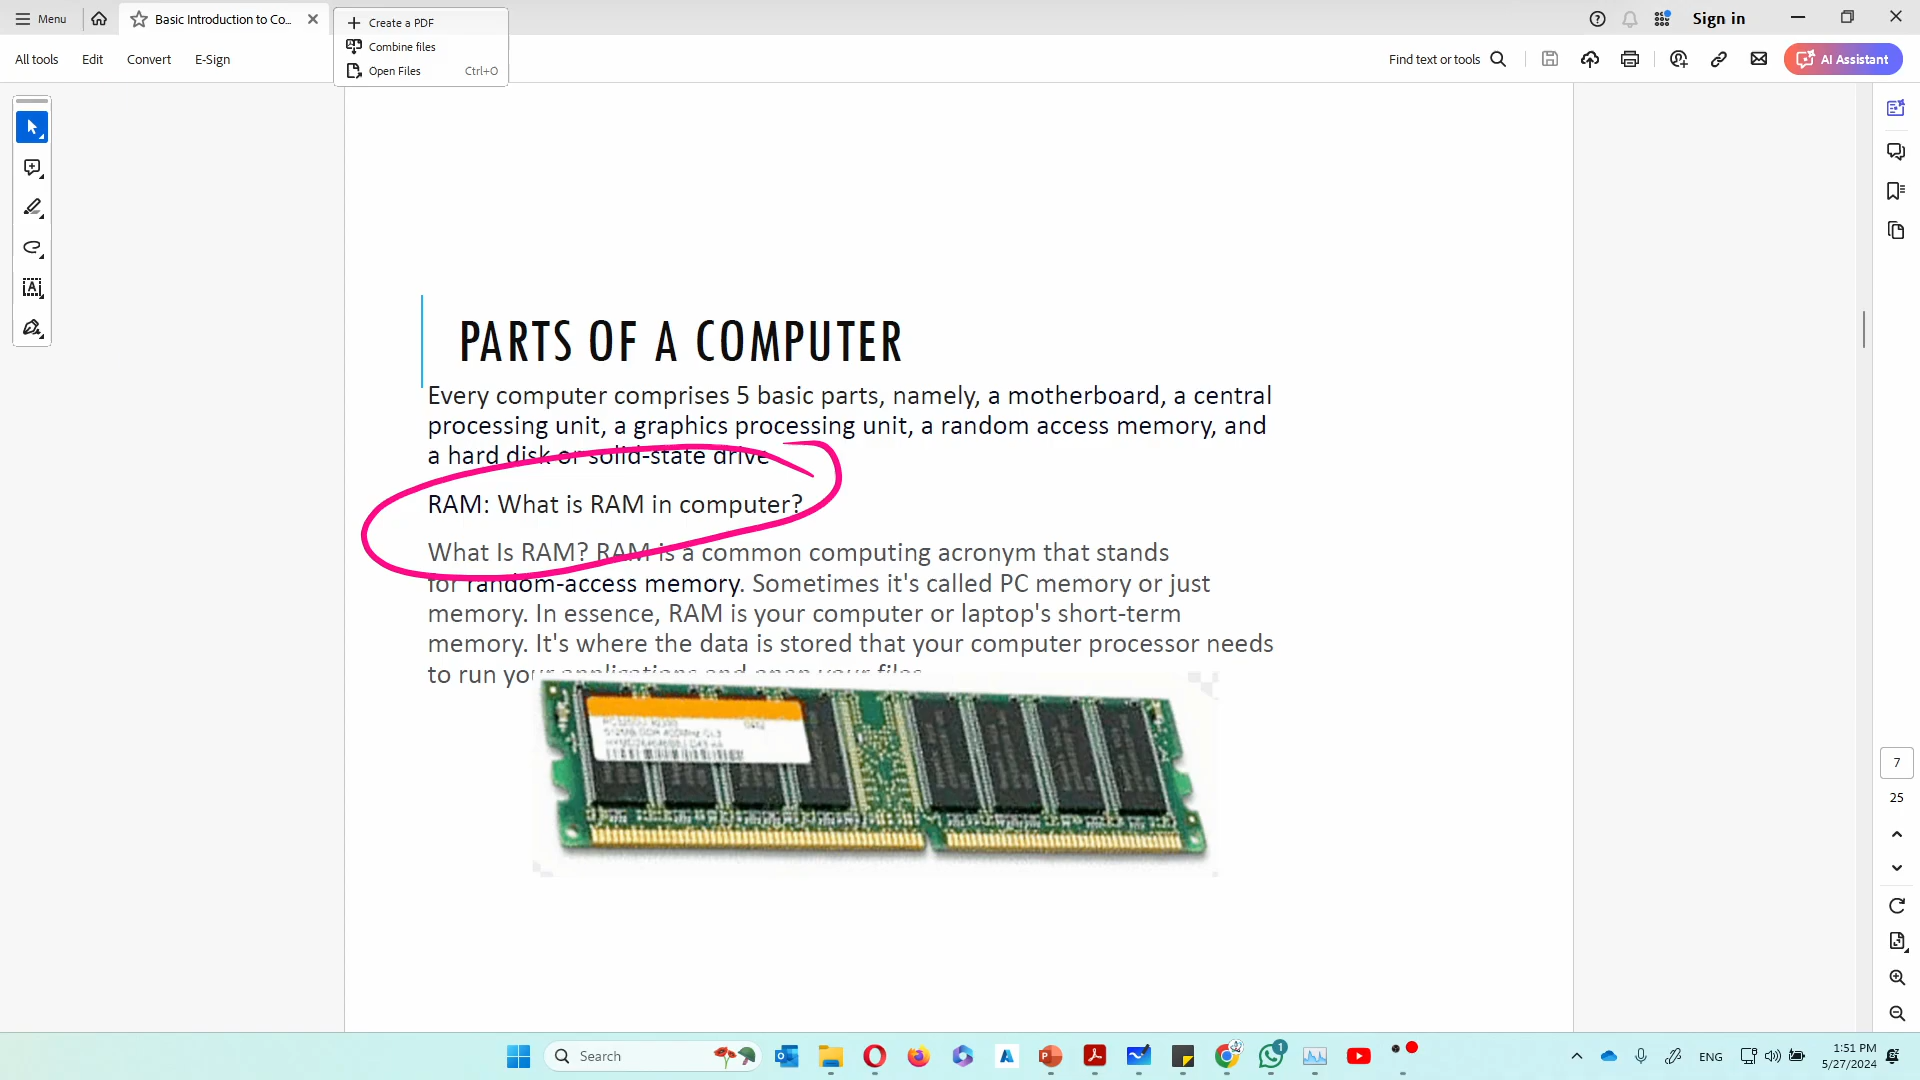 Menu
Basic Introduction to Co...
Create a PDF
Combine files
Open Files Ctrl+O
Sign in
All tools
Edit
Convert
E-Sign
Find text or tools
AI Assistant
PARTS OF A COMPUTER
Every computer comprises 5 basic parts, namely, a motherboard, a central
processing unit, a graphics processing unit, a random access memory, and
a hard disk or solid-state drive
RAM: What is RAM in computer?
What Is RAM? RAM is a common computing acronym that stands
for random-access memory. Sometimes it's called PC memory or just
memory. In essence, RAM is your computer or laptop's short-term
memory. It's where the data is stored that your computer processor needs
to run your applications and open your files
7
25
Search
1
ENG
1:51 PM
5/27/2024